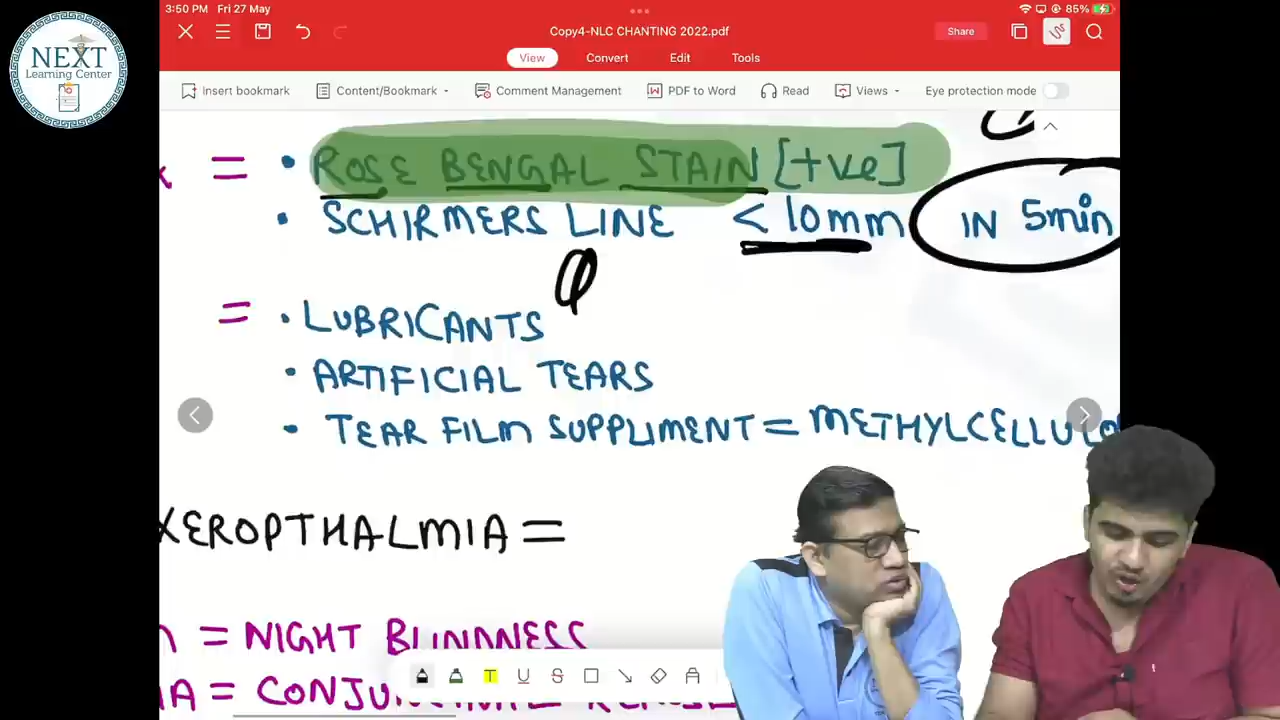 3:50 PM Fri 27 May
85%
Copy4-NLC CHANTING 2022.pdf
Share
View Convert Edit Tools
Insert bookmark Content/Bookmark Comment Management PDF to Word Read Views Eye protection mode
NEXT
Learning Center
= • ROSE BENGAL STAIN [+ve]
• SCHIRMERS LINE < 10mm IN 5min
= • LUBRICANTS
• ARTIFICIAL TEARS
• TEAR FILM SUPPLIMENT = METHYLCELLULO
XEROPTHALMIA =
= NIGHT BLINDNESS
=